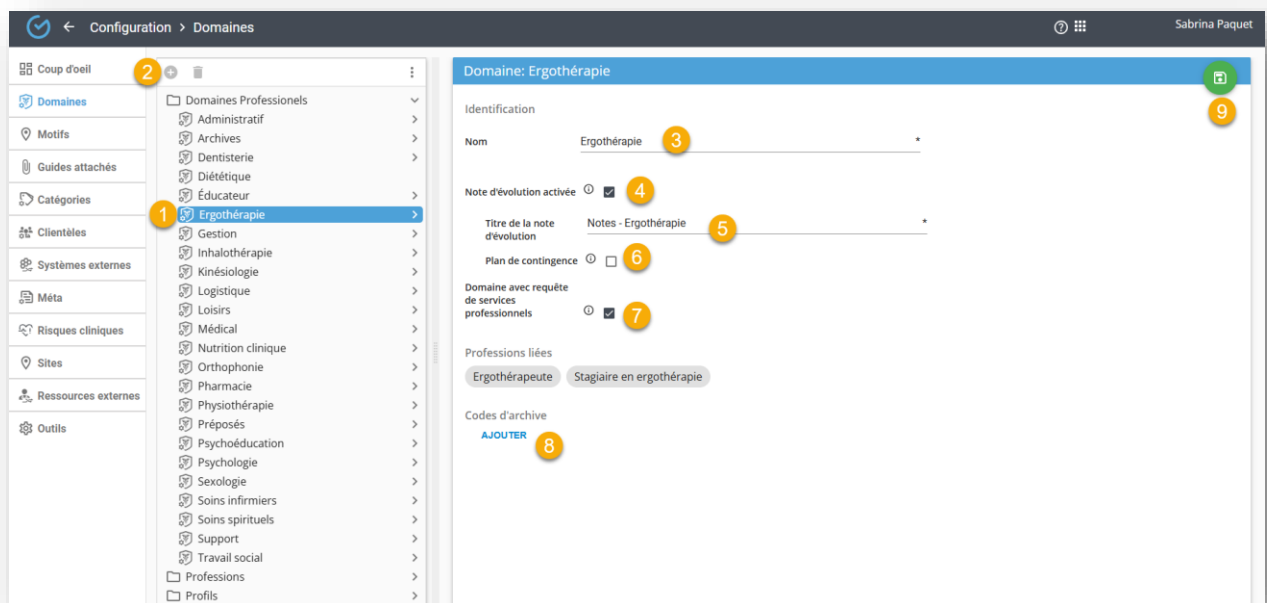 Configuration > Domaines
Sabrina Paquet
Coup d'oeil
Domaines
Motifs
Guides attachés
Catégories
Clientèles
Systèmes externes
Méta
Risques cliniques
Sites
Ressources externes
Outils
2
Domaines Professionels
Administratif
Archives
Dentisterie
Diététique
Éducateur
1
Ergothérapie
Gestion
Inhalothérapie
Kinésiologie
Logistique
Loisirs
Médical
Nutrition clinique
Orthophonie
Pharmacie
Physiothérapie
Préposés
Psychoéducation
Psychologie
Sexologie
Soins infirmiers
Soins spirituels
Support
Travail social
Professions
Profils
Domaine: Ergothérapie
9
Identification
Nom Ergothérapie 3 *
Note d'évolution activée 4
Titre de la note
d'évolution
Notes - Ergothérapie 5 *
Plan de contingence 6
Domaine avec requête
de services
professionnels 7
Professions liées
Ergothérapeute Stagiaire en ergothérapie
Codes d'archive
AJOUTER 8